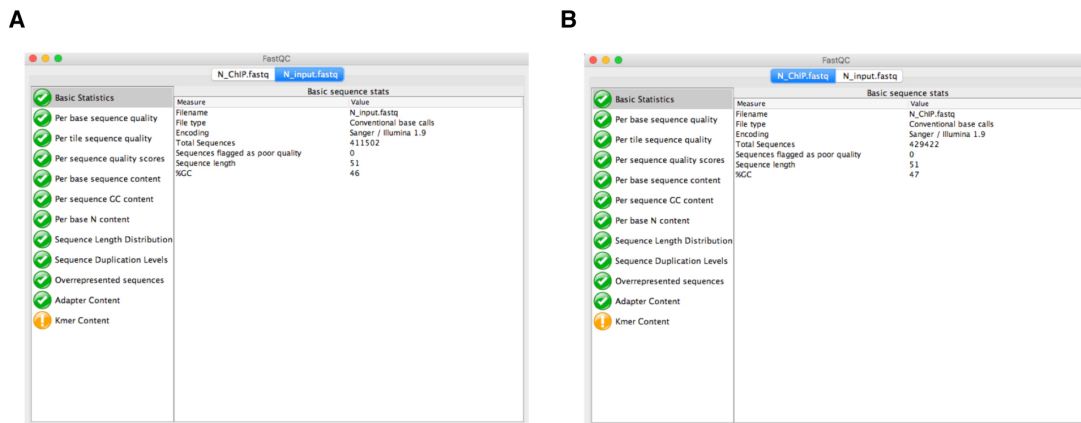 A
FastQC
N_ChIP.fastq N_input.fastq
Basic Statistics
Per base sequence quality
Per tile sequence quality
Per sequence quality scores
Per base sequence content
Per sequence GC content
Per base N content
Sequence Length Distribution
Sequence Duplication Levels
Overrepresented sequences
Adapter Content
Kmer Content
Basic sequence stats
Measure Value
Filename N_input.fastq
File type Conventional base calls
Encoding Sanger / Illumina 1.9
Total Sequences 411502
Sequences flagged as poor quality 0
Sequence length 51
%GC 46
B
FastQC
N_ChIP.fastq N_input.fastq
Basic Statistics
Per base sequence quality
Per tile sequence quality
Per sequence quality scores
Per base sequence content
Per sequence GC content
Per base N content
Sequence Length Distribution
Sequence Duplication Levels
Overrepresented sequences
Adapter Content
Kmer Content
Basic sequence stats
Measure Value
Filename N_ChIP.fastq
File type Conventional base calls
Encoding Sanger / Illumina 1.9
Total Sequences 429422
Sequences flagged as poor quality 0
Sequence length 51
%GC 47